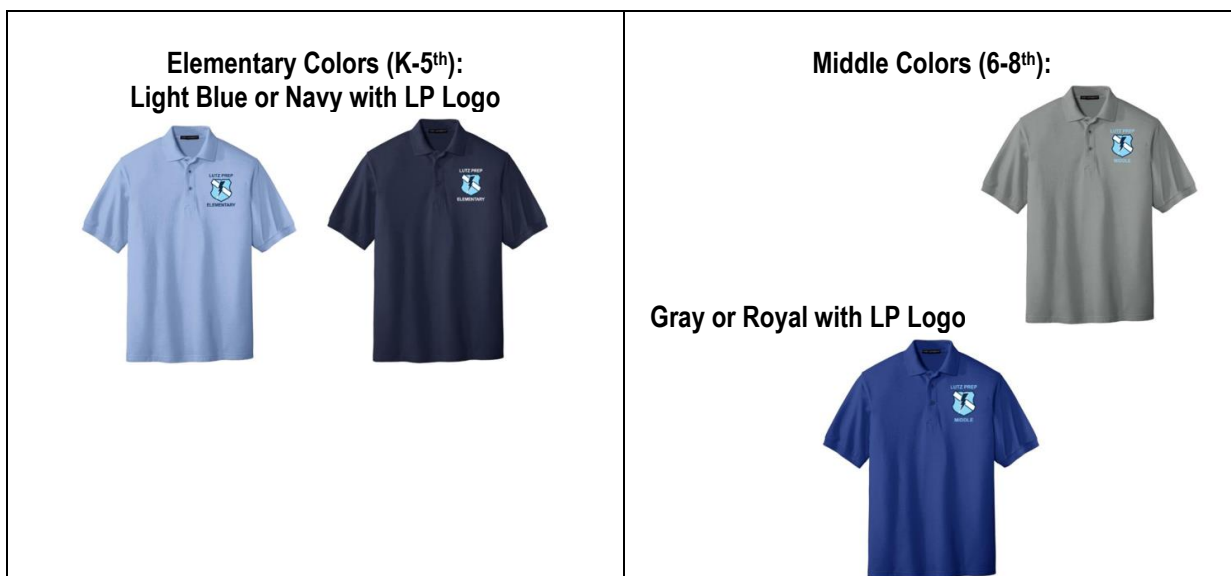 Elementary Colors (K-5th):
Light Blue or Navy with LP Logo
LUTZ PREP
ELEMENTARY
LUTZ PREP
ELEMENTARY
Middle Colors (6-8th):
LUTZ PREP
MIDDLE
Gray or Royal with LP Logo
LUTZ PREP
MIDDLE